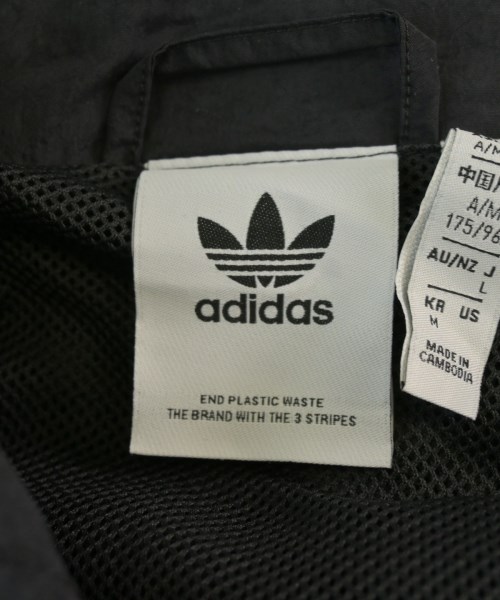 adidas
END PLASTIC WASTE
THE BRAND WITH THE 3 STRIPES
A/M
中国/
A/M
175/96
AU/NZ J
L
KR US
M
MADE IN
CAMBODIA